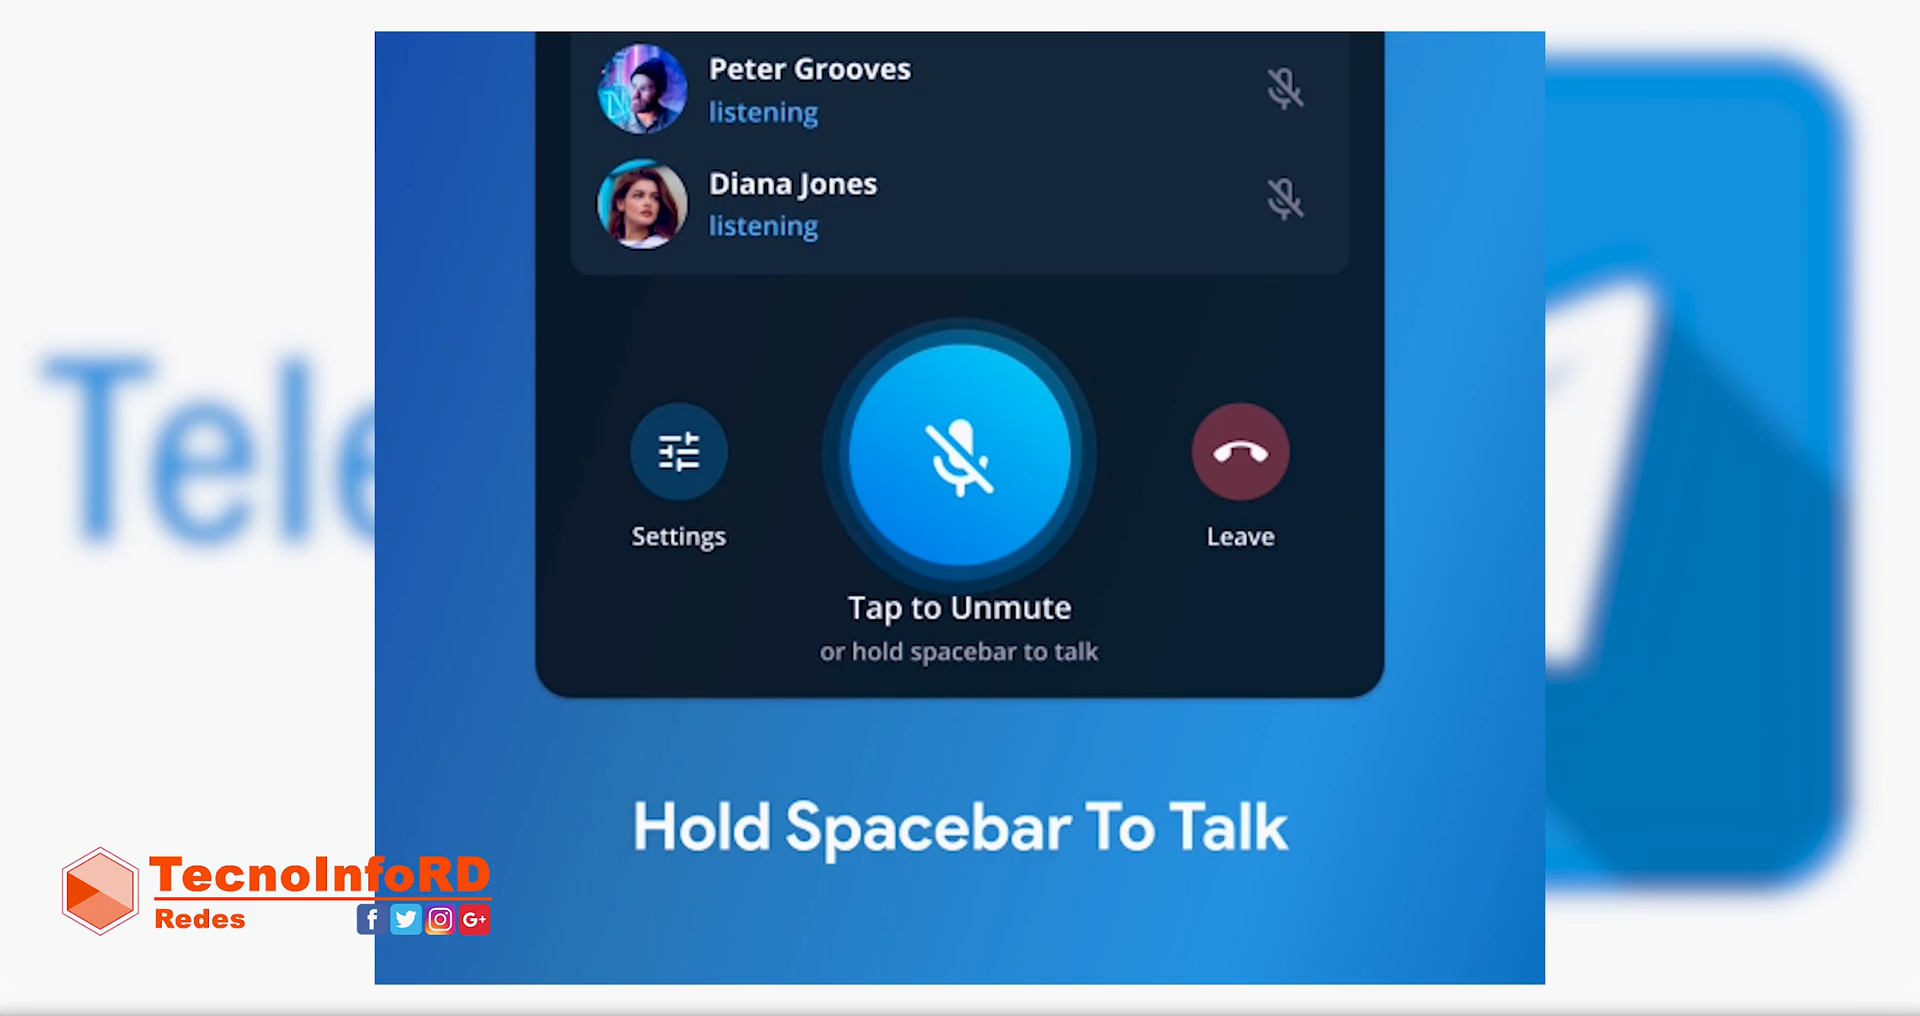 Peter Grooves
listening
Diana Jones
listening
Tele
Settings
Leave
Tap to Unmute
or hold spacebar to talk
Hold Spacebar To Talk
TecnoInfoRD
Redes
f
G+